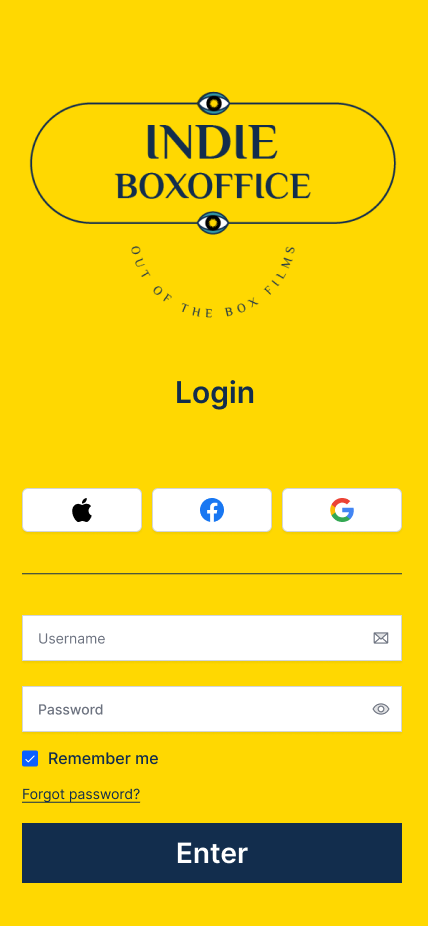 INDIE
BOXOFFICE
OUT OF THE BOX FILMS
Login
Username
Password
Remember me
Forgot password?
Enter